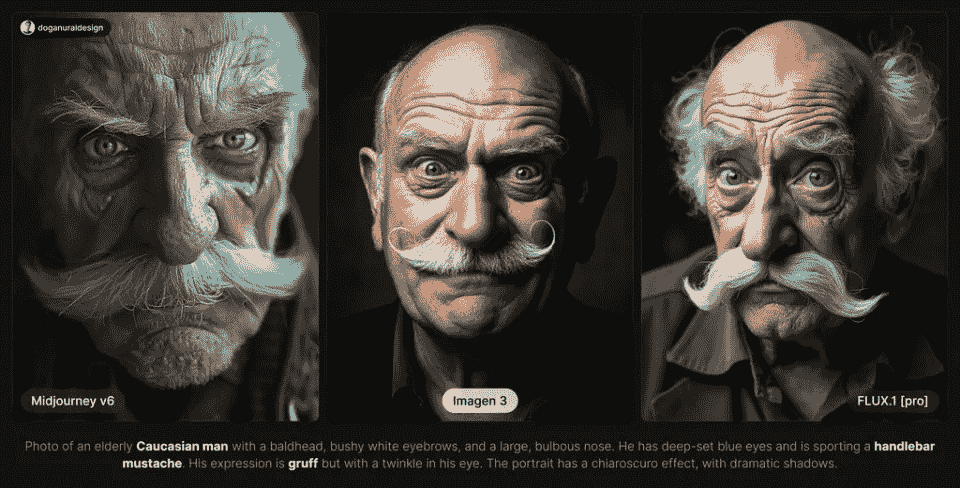 doganuraldesign
Midjourney v6
Imagen 3
FLUX.1 [pro]
Photo of an elderly Caucasian man with a baldhead, bushy white eyebrows, and a large, bulbous nose. He has deep-set blue eyes and is sporting a handlebar
mustache. His expression is gruff but with a twinkle in his eye. The portrait has a chiaroscuro effect, with dramatic shadows.